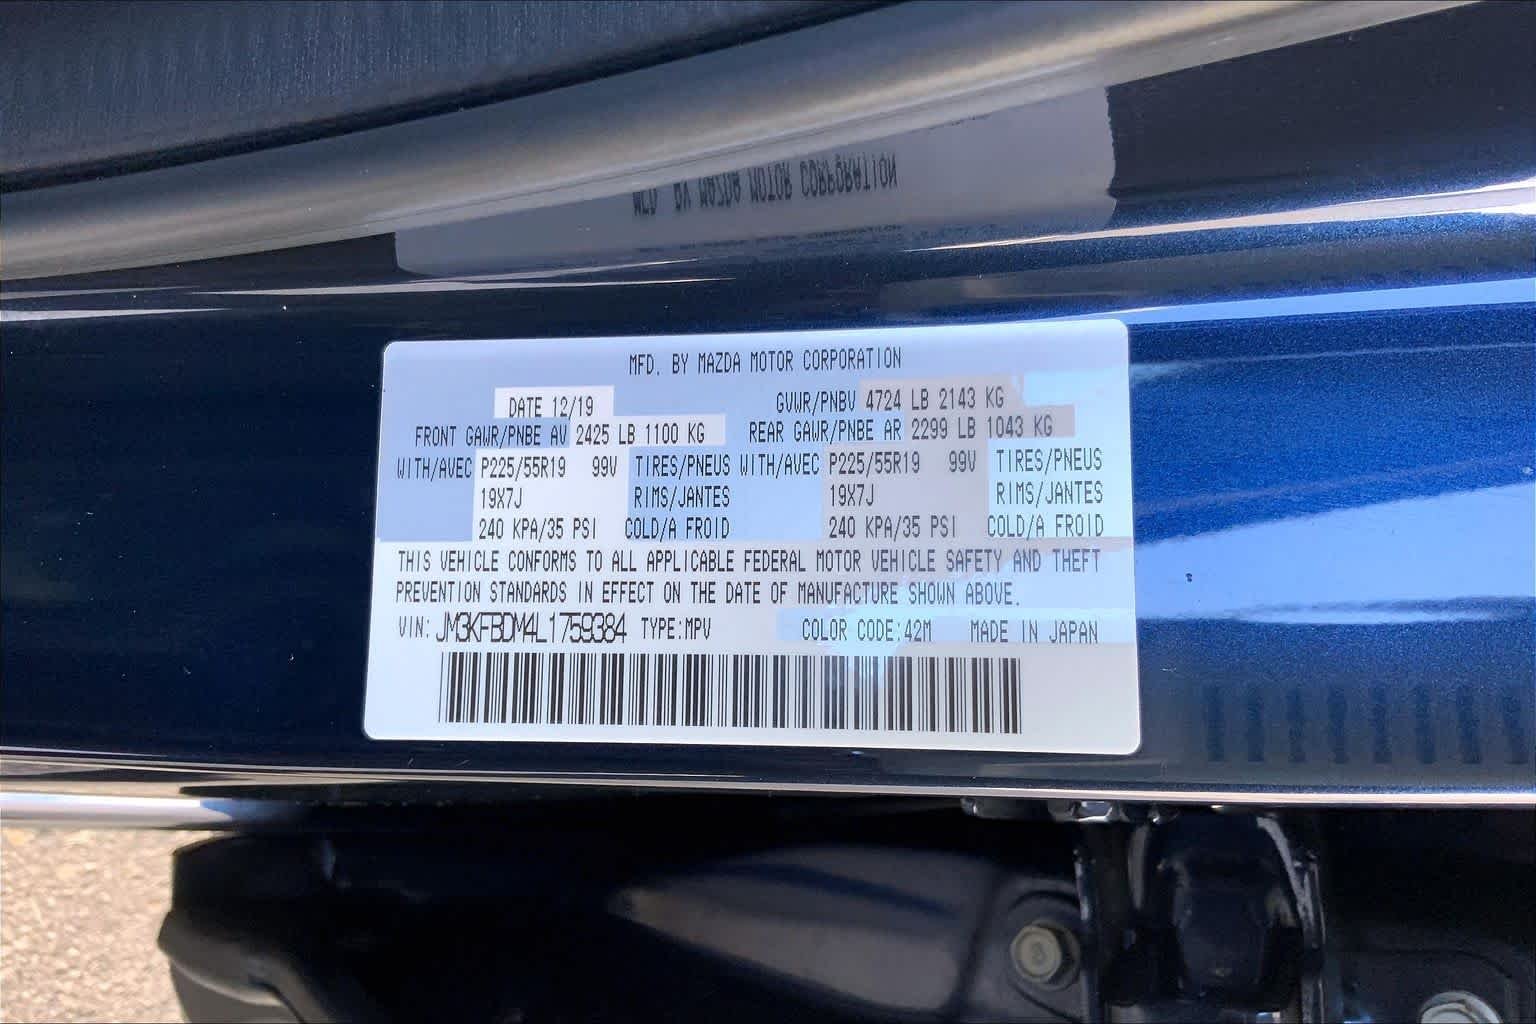 MFD. BY MAZDA MOTOR CORPORATION
MFD. BY MAZDA MOTOR CORPORATION
DATE 12/19 GVWR/PNBV 4724 LB 2143 KG
FRONT GAWR/PNBE AV 2425 LB 1100 KG REAR GAWR/PNBE AR 2299 LB 1043 KG
WITH/AVEC P225/55R19 99V TIRES/PNEUS WITH/AVEC P225/55R19 99V TIRES/PNEUS
19X7J RIMS/JANTES 19X7J RIMS/JANTES
240 KPA/35 PSI COLD/A FROID 240 KPA/35 PSI COLD/A FROID
THIS VEHICLE CONFORMS TO ALL APPLICABLE FEDERAL MOTOR VEHICLE SAFETY AND THEFT
PREVENTION STANDARDS IN EFFECT ON THE DATE OF MANUFACTURE SHOWN ABOVE.
VIN: JM3KFBDM4L1759384 TYPE:MPV COLOR CODE:42M MADE IN JAPAN